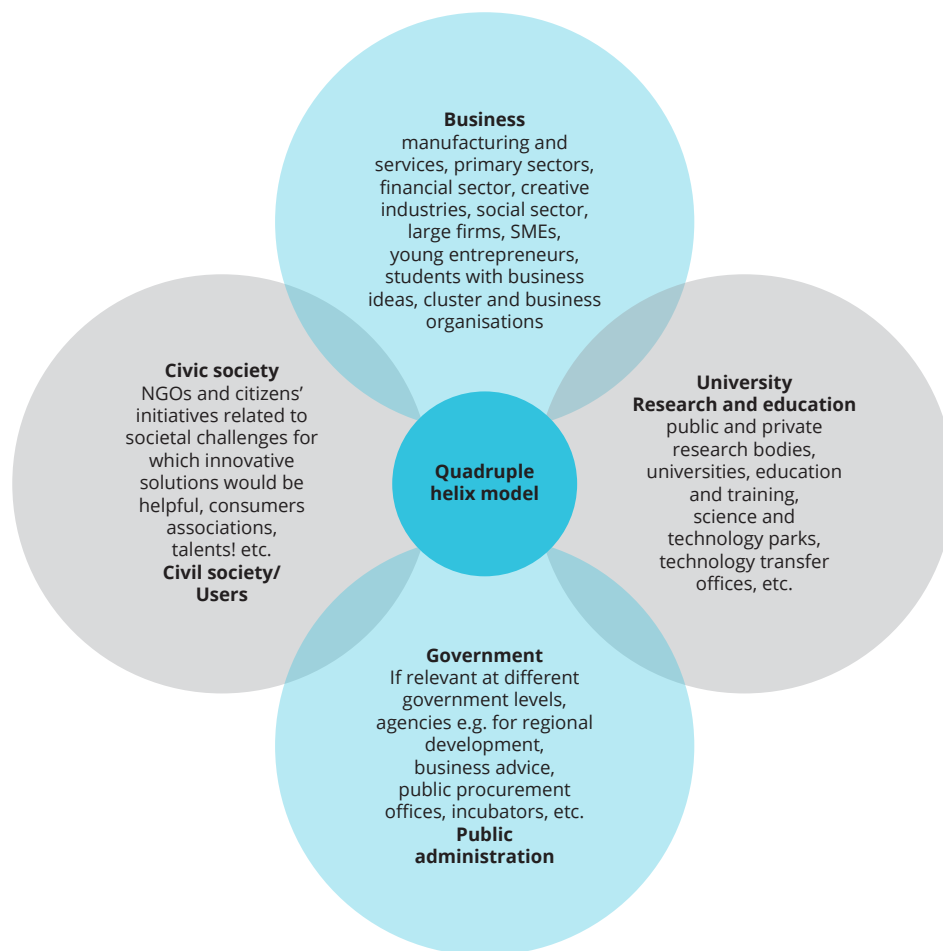 Business
manufacturing and
services, primary sectors,
financial sector, creative
industries, social sector,
large firms, SMEs,
young entrepreneurs,
students with business
ideas, cluster and business
organisations
Civic society
NGOs and citizens’
initiatives related to
societal challenges for
which innovative
solutions would be
helpful, consumers
associations,
talents! etc.
Civil society/
Users
Quadruple
helix model
University
Research and education
public and private
research bodies,
universities, education
and training,
science and
technology parks,
technology transfer
offices, etc.
Government
If relevant at different
government levels,
agencies e.g. for regional
development,
business advice,
public procurement
offices, incubators, etc.
Public
administration